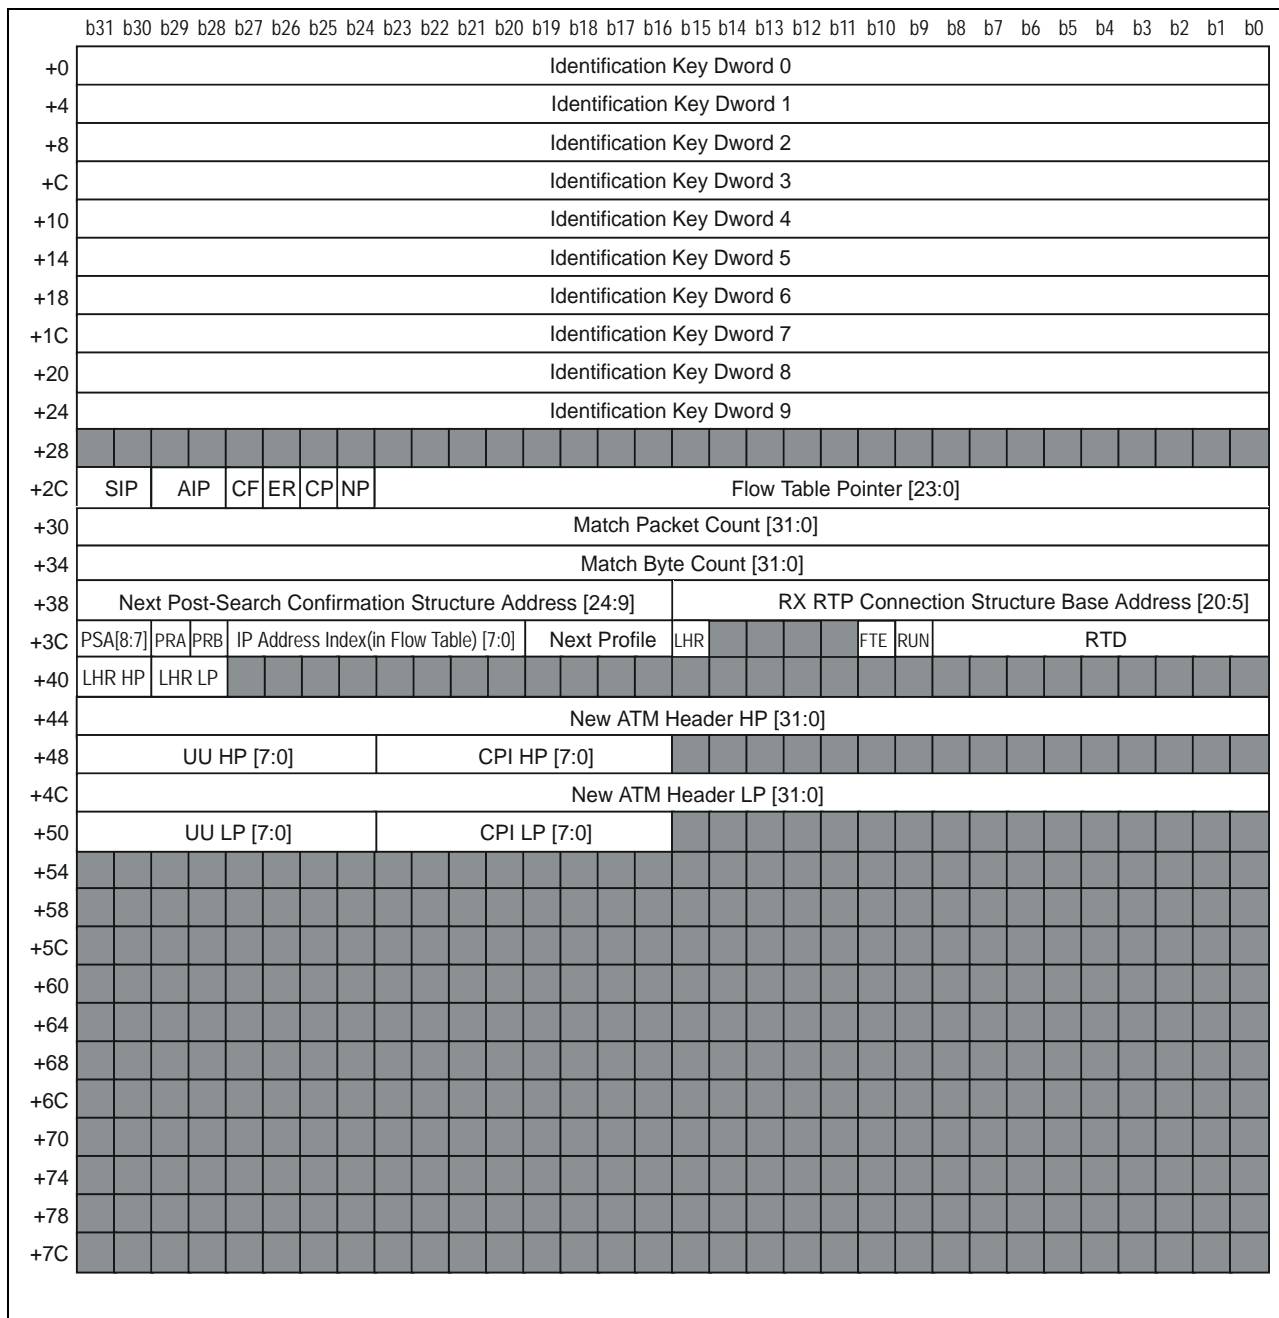 b31 b30 b29 b28 b27 b26 b25 b24 b23 b22 b21 b20 b19 b18 b17 b16 b15 b14 b13 b12 b11 b10 b9 b8 b7 b6 b5 b4 b3 b2 b1 b0
+0 Identification Key Dword 0
+4 Identification Key Dword 1
+8 Identification Key Dword 2
+C Identification Key Dword 3
+10 Identification Key Dword 4
+14 Identification Key Dword 5
+18 Identification Key Dword 6
+1C Identification Key Dword 7
+20 Identification Key Dword 8
+24 Identification Key Dword 9
+28
+2C SIP AIP CF ER CP NP Flow Table Pointer [23:0]
+30 Match Packet Count [31:0]
+34 Match Byte Count [31:0]
+38 Next Post-Search Confirmation Structure Address [24:9] RX RTP Connection Structure Base Address [20:5]
+3C PSA[8:7] PRA PRB IP Address Index(in Flow Table) [7:0] Next Profile LHR FTE RUN RTD
+40 LHR HP LHR LP
+44 New ATM Header HP [31:0]
+48 UU HP [7:0] CPI HP [7:0]
+4C New ATM Header LP [31:0]
+50 UU LP [7:0] CPI LP [7:0]
+54
+58
+5C
+60
+64
+68
+6C
+70
+74
+78
+7C